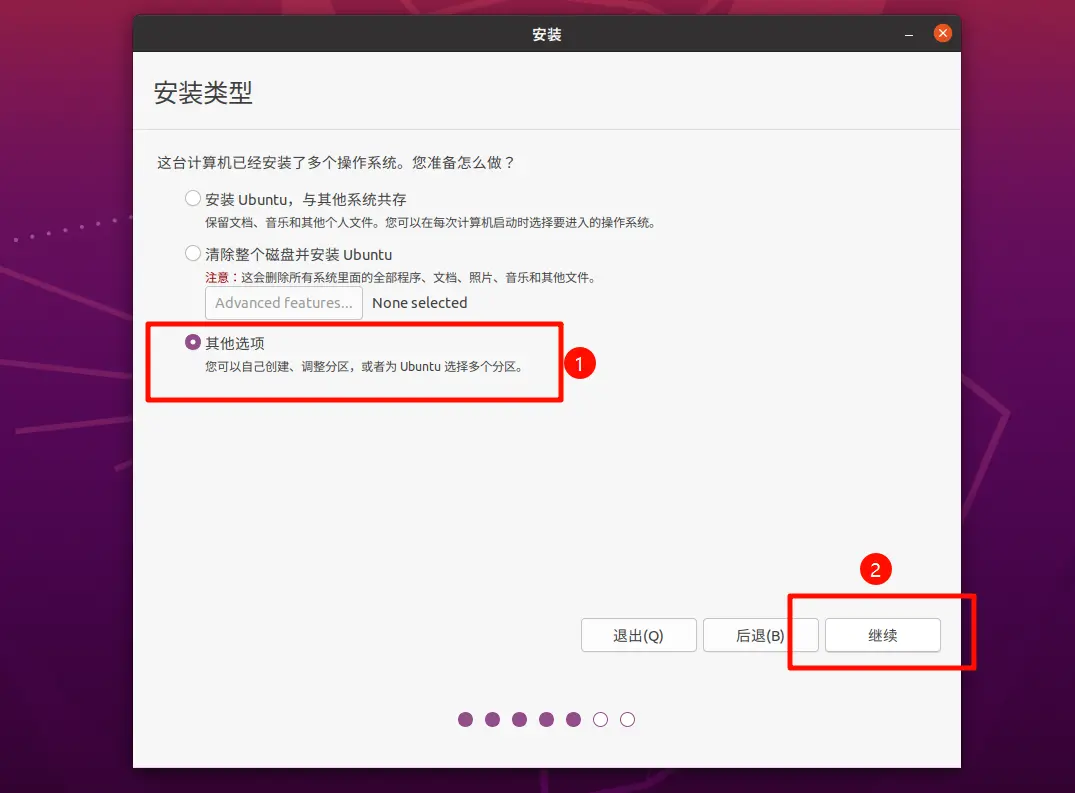 安装
安装类型
这台计算机已经安装了多个操作系统。您准备怎么做？
安装 Ubuntu，与其他系统共存
保留文档、音乐和其他个人文件。您可以在每次计算机启动时选择要进入的操作系统。
清除整个磁盘并安装 Ubuntu
注意：这会删除所有系统里面的全部程序、文档、照片、音乐和其他文件。
Advanced features... None selected
其他选项
您可以自己创建、调整分区，或者为 Ubuntu 选择多个分区。
1
2
退出(Q) 后退(B) 继续